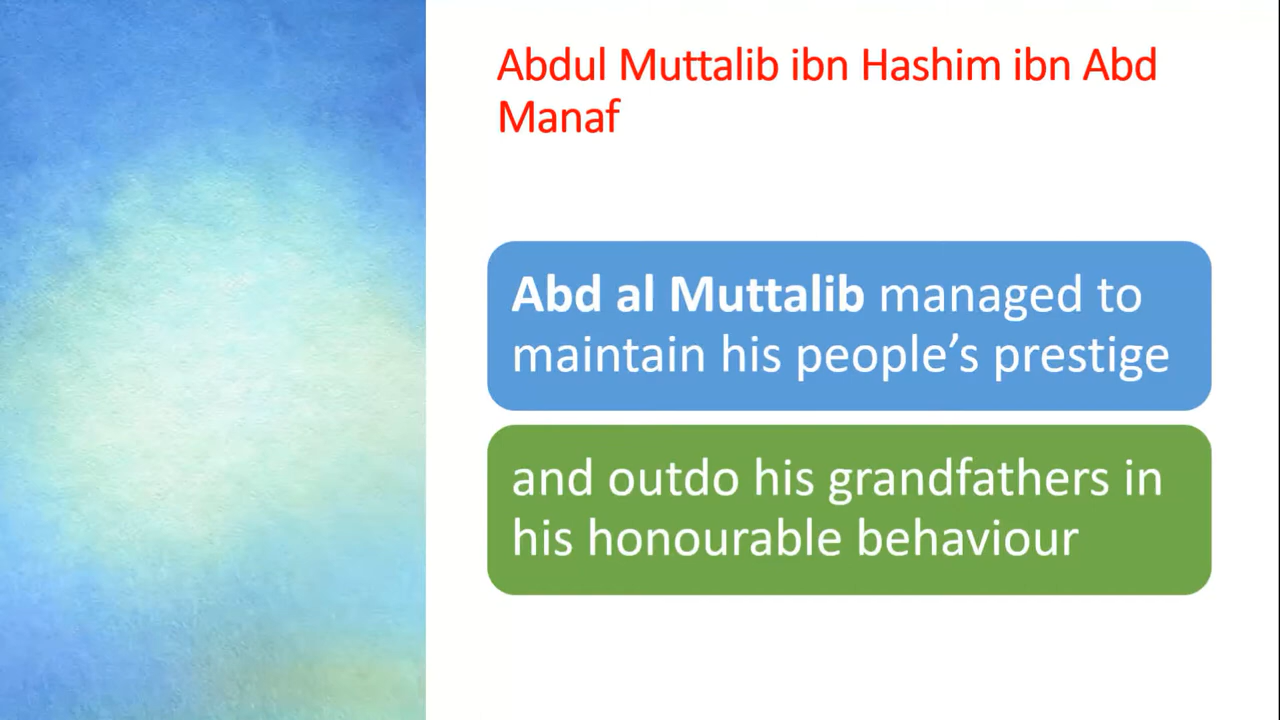 Abdul Muttalib ibn Hashim ibn Abd
Manaf
Abd al Muttalib managed to
maintain his people’s prestige
and outdo his grandfathers in
his honourable behaviour